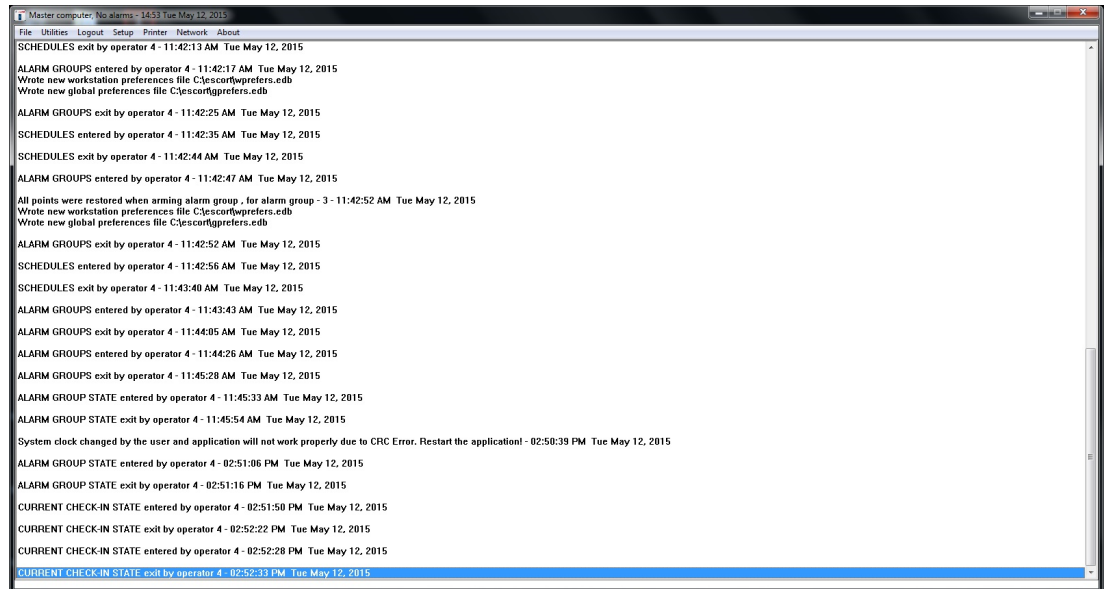 Master computer, No alarms - 14:53 Tue May 12, 2015
File Utilities Logout Setup Printer Network About
SCHEDULES exit by operator 4 - 11:42:13 AM Tue May 12, 2015
ALARM GROUPS entered by operator 4 - 11:42:17 AM Tue May 12, 2015
Wrote new workstation preferences file C:\escort\wprefers.edb
Wrote new global preferences file C:\escort\gprefers.edb
ALARM GROUPS exit by operator 4 - 11:42:25 AM Tue May 12, 2015
SCHEDULES entered by operator 4 - 11:42:35 AM Tue May 12, 2015
SCHEDULES exit by operator 4 - 11:42:44 AM Tue May 12, 2015
ALARM GROUPS entered by operator 4 - 11:42:47 AM Tue May 12, 2015
All points were restored when arming alarm group , for alarm group - 3 - 11:42:52 AM Tue May 12, 2015
Wrote new workstation preferences file C:\escort\wprefers.edb
Wrote new global preferences file C:\escort\gprefers.edb
ALARM GROUPS exit by operator 4 - 11:42:52 AM Tue May 12, 2015
SCHEDULES entered by operator 4 - 11:42:56 AM Tue May 12, 2015
SCHEDULES exit by operator 4 - 11:43:40 AM Tue May 12, 2015
ALARM GROUPS entered by operator 4 - 11:43:43 AM Tue May 12, 2015
ALARM GROUPS exit by operator 4 - 11:44:05 AM Tue May 12, 2015
ALARM GROUPS entered by operator 4 - 11:44:26 AM Tue May 12, 2015
ALARM GROUPS exit by operator 4 - 11:45:28 AM Tue May 12, 2015
ALARM GROUP STATE entered by operator 4 - 11:45:33 AM Tue May 12, 2015
ALARM GROUP STATE exit by operator 4 - 11:45:54 AM Tue May 12, 2015
System clock changed by the user and application will not work properly due to CRC Error. Restart the application! - 02:50:39 PM Tue May 12, 2015
ALARM GROUP STATE entered by operator 4 - 02:51:06 PM Tue May 12, 2015
ALARM GROUP STATE exit by operator 4 - 02:51:16 PM Tue May 12, 2015
CURRENT CHECK-IN STATE entered by operator 4 - 02:51:50 PM Tue May 12, 2015
CURRENT CHECK-IN STATE exit by operator 4 - 02:52:22 PM Tue May 12, 2015
CURRENT CHECK-IN STATE entered by operator 4 - 02:52:28 PM Tue May 12, 2015
CURRENT CHECK-IN STATE exit by operator 4 - 02:52:33 PM Tue May 12, 2015